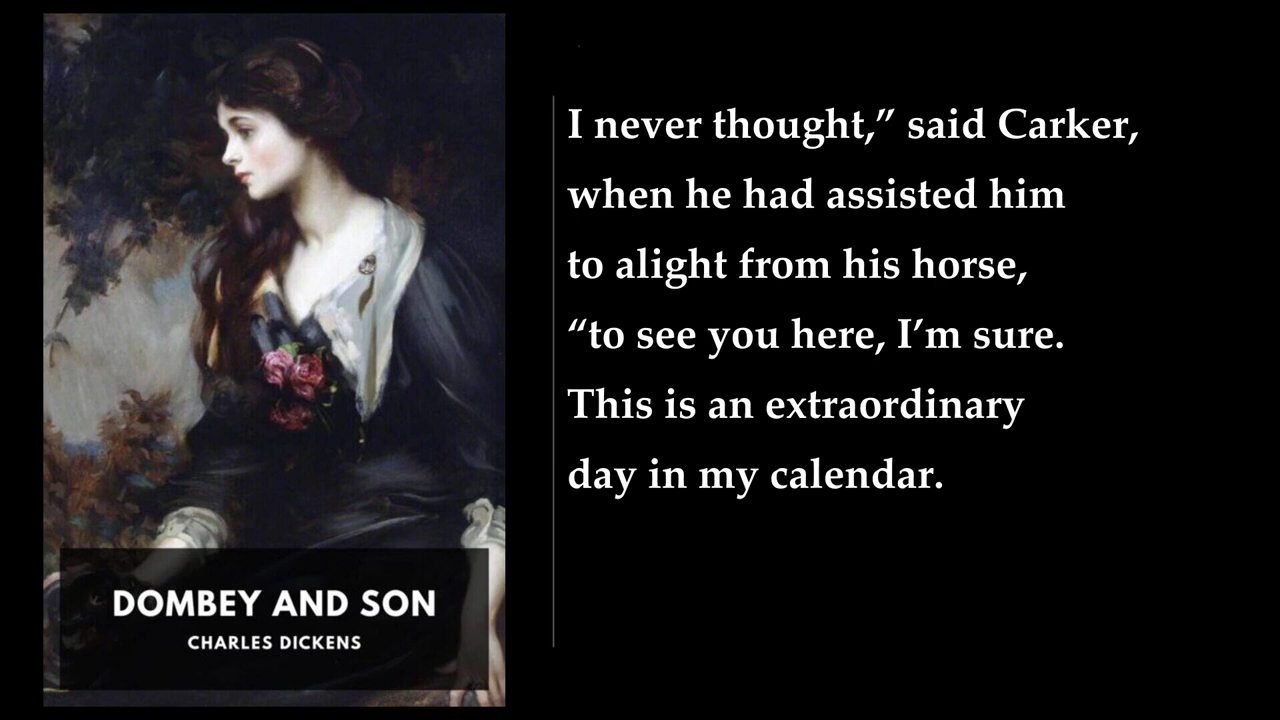 DOMBEY AND SON
CHARLES DICKENS
I never thought,” said Carker,
when he had assisted him
to alight from his horse,
“to see you here, I’m sure.
This is an extraordinary
day in my calendar.